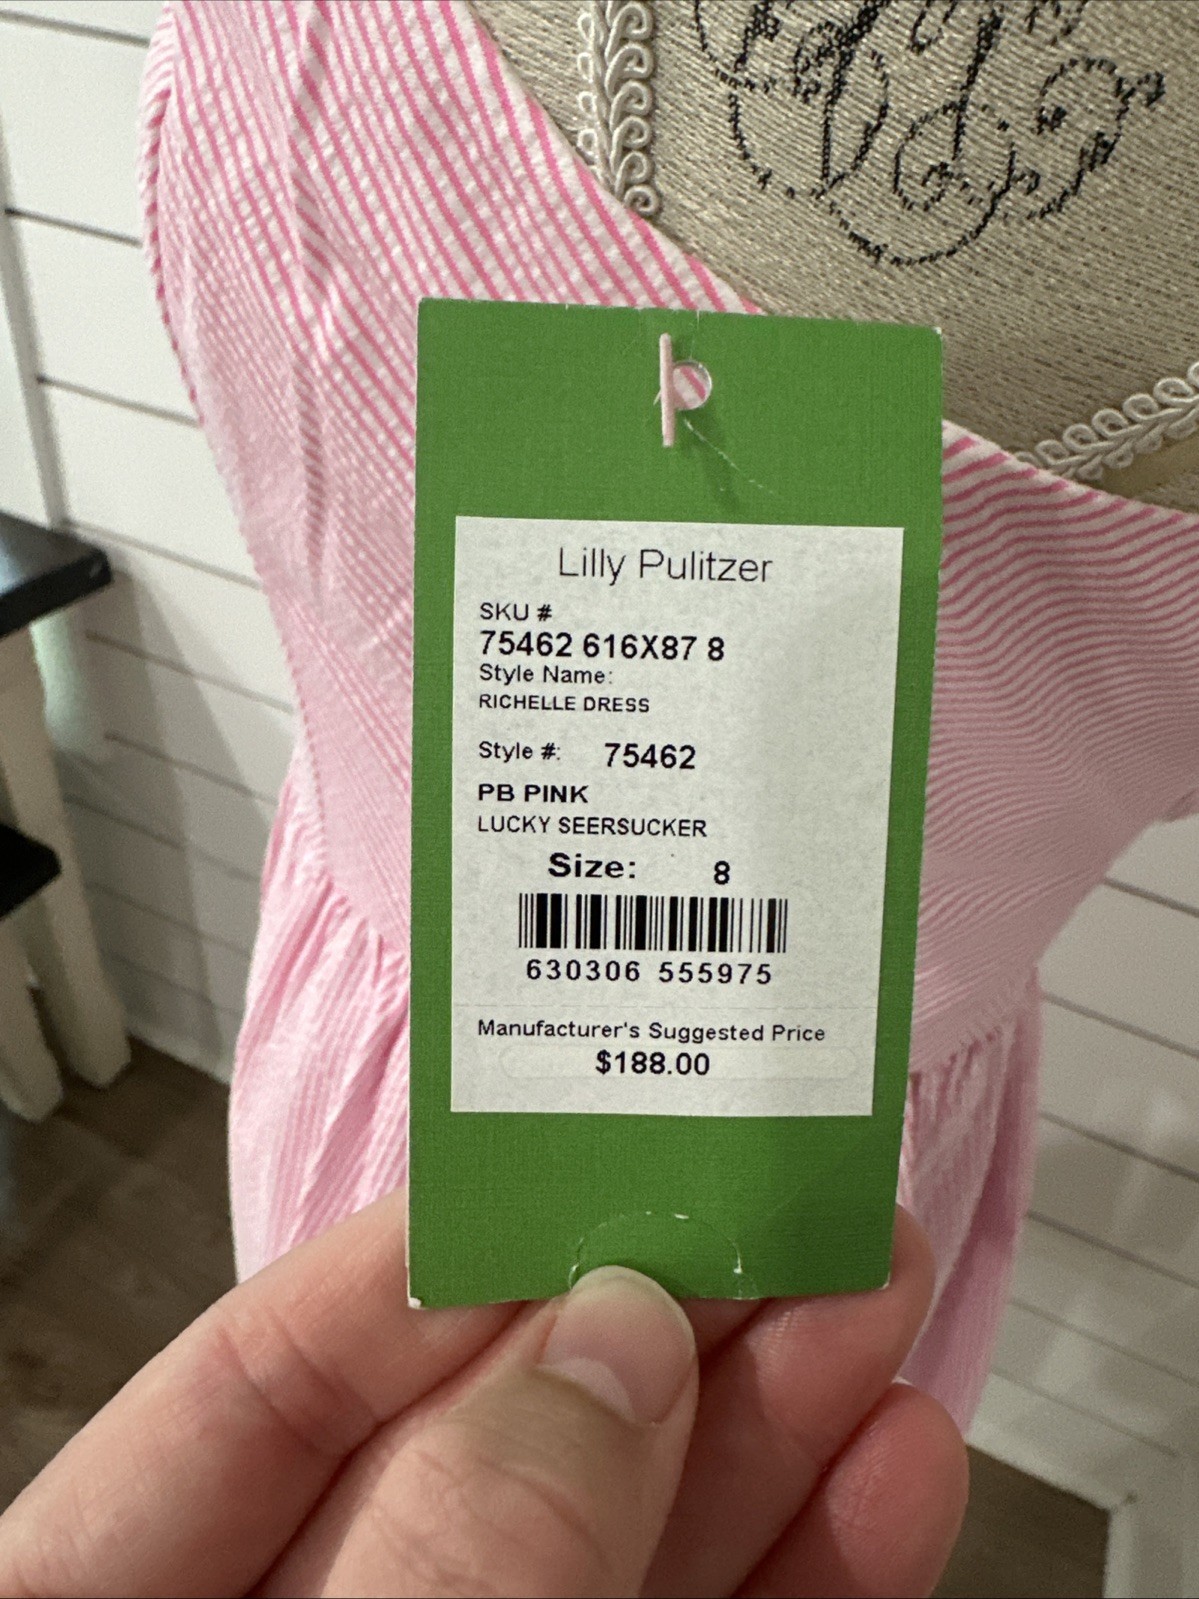 Lilly Pulitzer
SKU #
75462 616X87 8
Style Name:
RICHELLE DRESS
Style #: 75462
PB PINK
LUCKY SEERSUCKER
Size: 8
630306 555975
Manufacturer's Suggested Price
$188.00